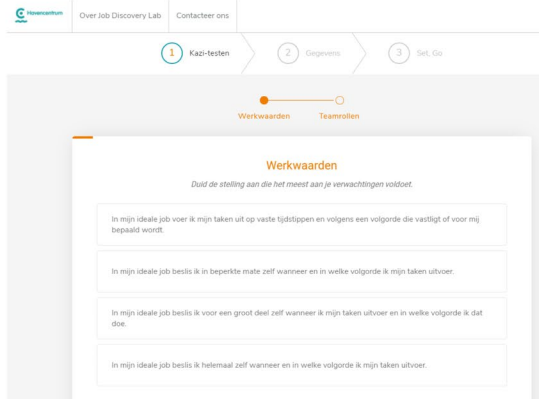 Havencentrum
Over Job Discovery Lab
Contacteer ons
1 Kazi-testen
2 Gegevens
3 Set, Go
Werkwaarden
Teamrollen
Werkwaarden
Duid de stelling aan die het meest aan je verwachtingen voldoet.
In mijn ideale job voer ik mijn taken uit op vaste tijdstippen en volgens een volgorde die vastligt of voor mij
bepaald wordt.
In mijn ideale job beslis ik in beperkte mate zelf wanneer en in welke volgorde ik mijn taken uitvoer.
In mijn ideale job beslis ik voor een groot deel zelf wanneer ik mijn taken uitvoer en in welke volgorde ik dat
doe.
In mijn ideale job beslis ik helemaal zelf wanneer en in welke volgorde ik mijn taken uitvoer.